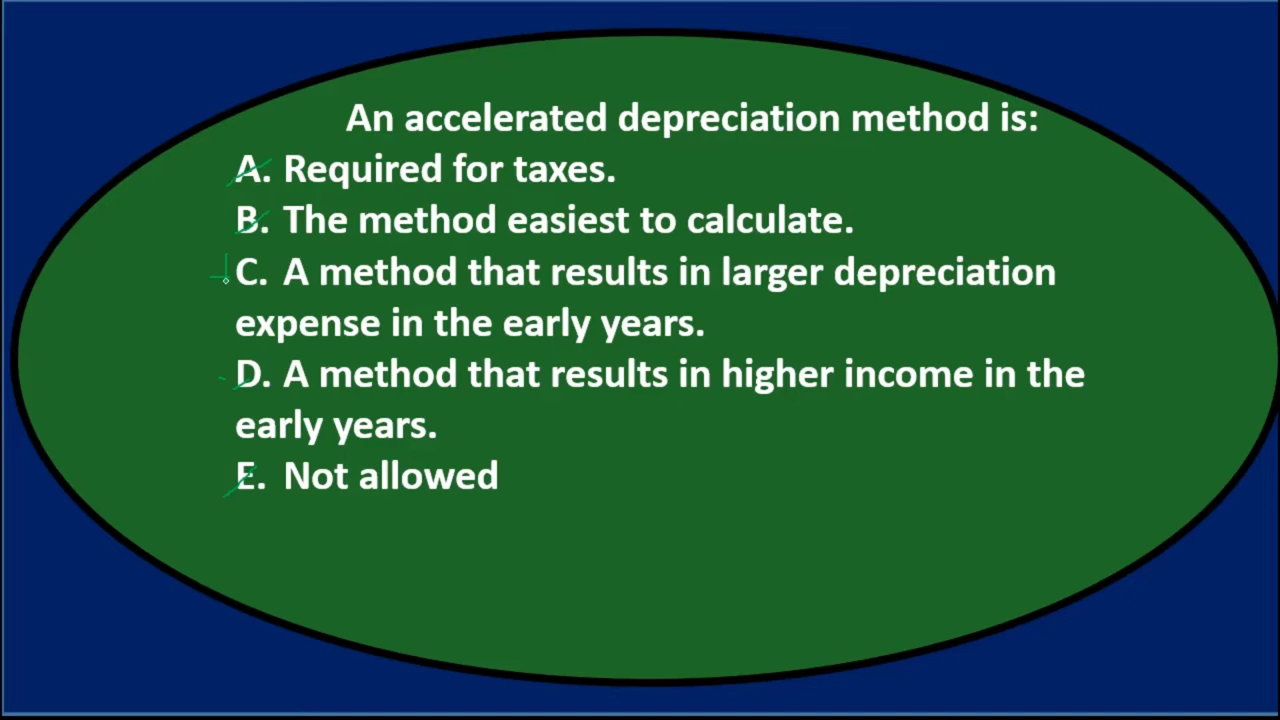 An accelerated depreciation method is:
A. Required for taxes.
B. The method easiest to calculate.
C. A method that results in larger depreciation
expense in the early years.
D. A method that results in higher income in the
early years.
E. Not allowed